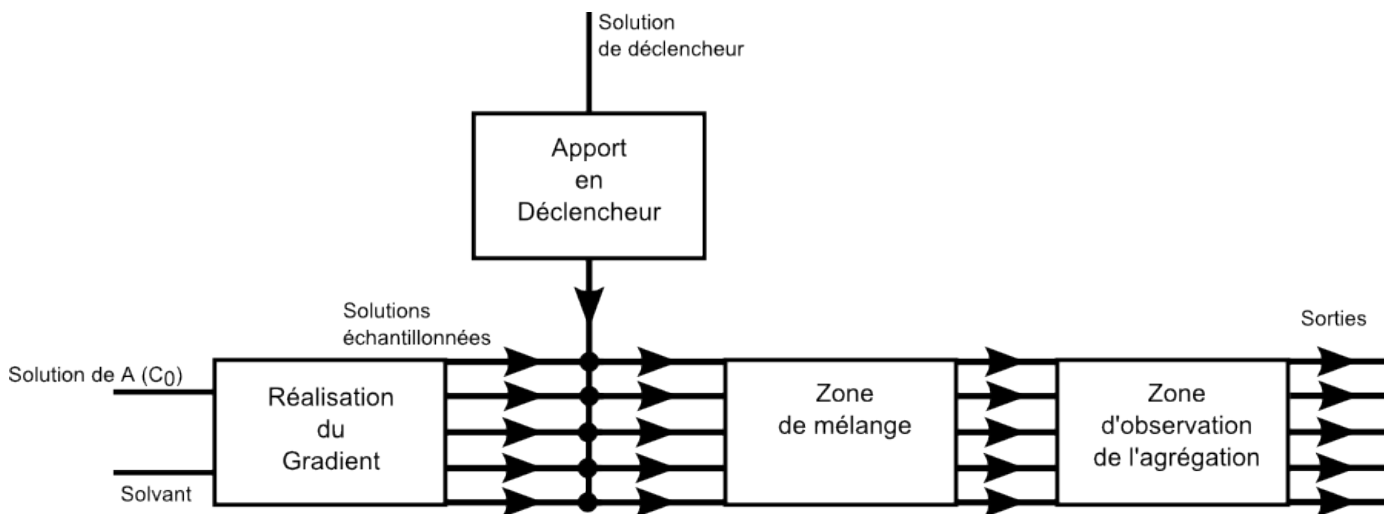 Solution
de déclencheur
Apport
en
Déclencheur
Solutions
échantillonnées
Sorties
Solution de A (C0)
Réalisation
du
Gradient
Zone
de mélange
Zone
d'observation
de l'agrégation
Solvant